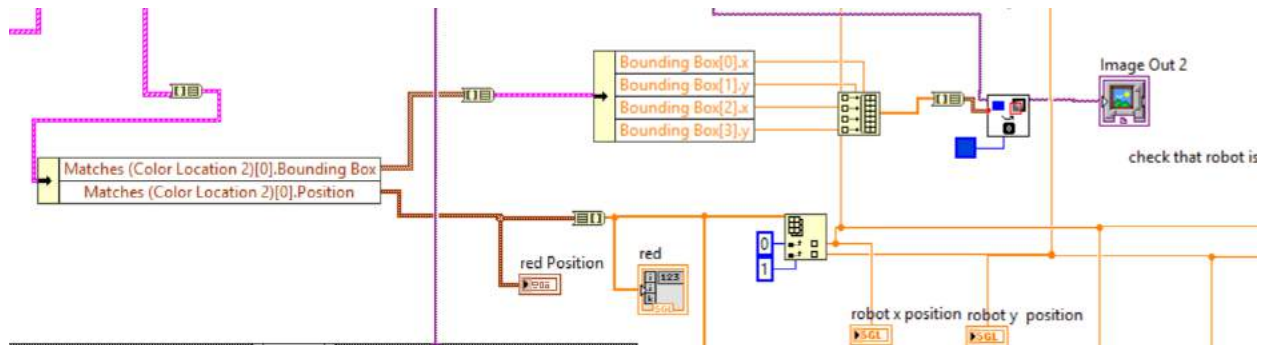 Bounding Box[0].x
Bounding Box[1].y
Bounding Box[2].x
Bounding Box[3].y
Image Out 2
check that robot is
Matches (Color Location 2)[0].Bounding Box
Matches (Color Location 2)[0].Position
0
1
red Position
red
123
SGL
robot x position
robot y position
SGL
SGL